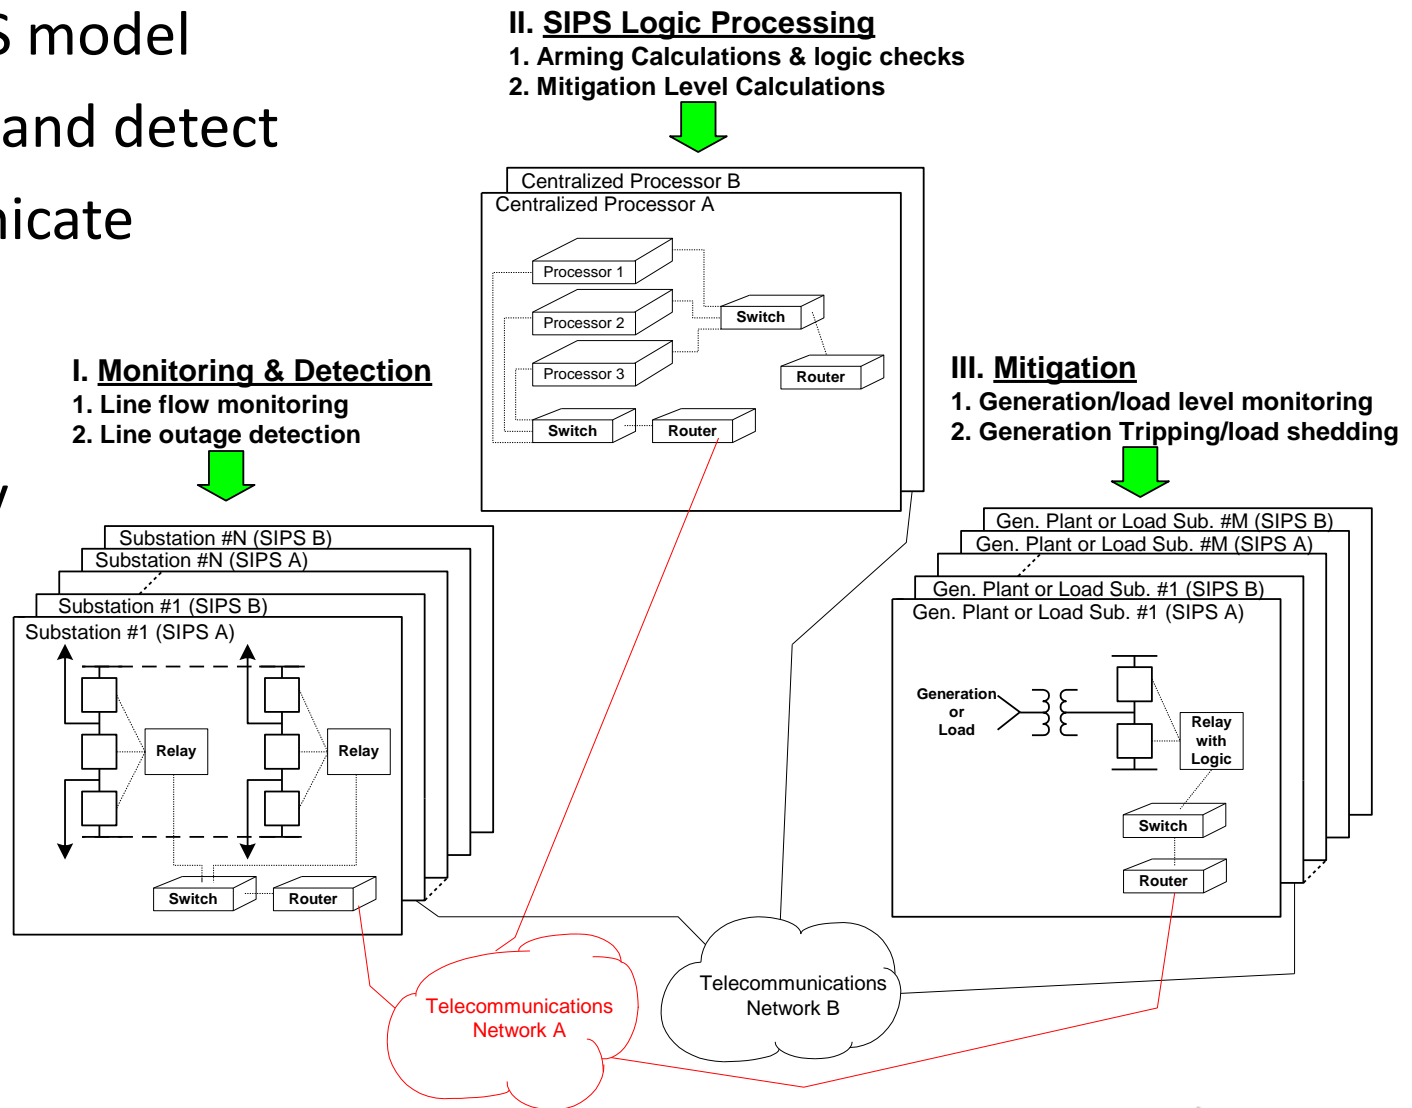 S model
and detect
nicate
y
II. SIPS Logic Processing
1. Arming Calculations & logic checks
2. Mitigation Level Calculations
Centralized Processor B
Centralized Processor A
Processor 1
Processor 2
Processor 3
Switch
Router
Switch
Router
I. Monitoring & Detection
1. Line flow monitoring
2. Line outage detection
Substation #N (SIPS B)
Substation #N (SIPS A)
Substation #1 (SIPS B)
Substation #1 (SIPS A)
Relay
Relay
Switch
Router
III. Mitigation
1. Generation/load level monitoring
2. Generation Tripping/load shedding
Gen. Plant or Load Sub. #M (SIPS B)
Gen. Plant or Load Sub. #M (SIPS A)
Gen. Plant or Load Sub. #1 (SIPS B)
Gen. Plant or Load Sub. #1 (SIPS A)
Generation
or
Load
Relay
with
Logic
Switch
Router
Telecommunications
Network A
Telecommunications
Network B